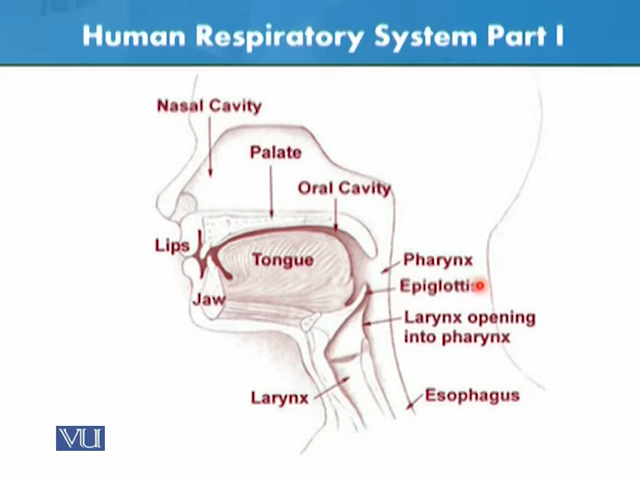 Human Respiratory System Part I
Nasal Cavity
Palate
Oral Cavity
Lips
Tongue
Pharynx
Epiglottis
Jaw
Larynx opening
into pharynx
Larynx
Esophagus
VU